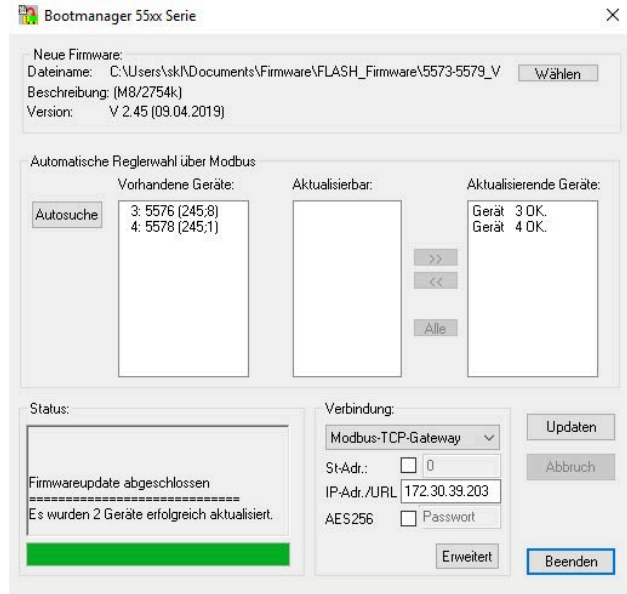 Bootmanager 55xx Serie
Neue Firmware:
Dateiname: C:\Users\skl\Documents\Firmware\FLASH_Firmware\5573-5579_V
Wählen
Beschreibung: (M8/2754k)
Version: V 2.45 (09.04.2019)
Automatische Reglerwahl über Modbus
Vorhandene Geräte:
Aktualisierbar:
Aktualisierende Geräte:
Autosuche
3: 5576 (245;8)
4: 5578 (245;1)
Gerät 3 OK.
Gerät 4 OK.
>>
<<
Alle
Status:
Firmwareupdate abgeschlossen
==============================
Es wurden 2 Geräte erfolgreich aktualisiert.
Verbindung:
Modbus-TCP-Gateway
St-Adr.: 0
IP-Adr./URL 172.30.39.203
AES256 Passwort
Erweitert
Updaten
Abbruch
Beenden